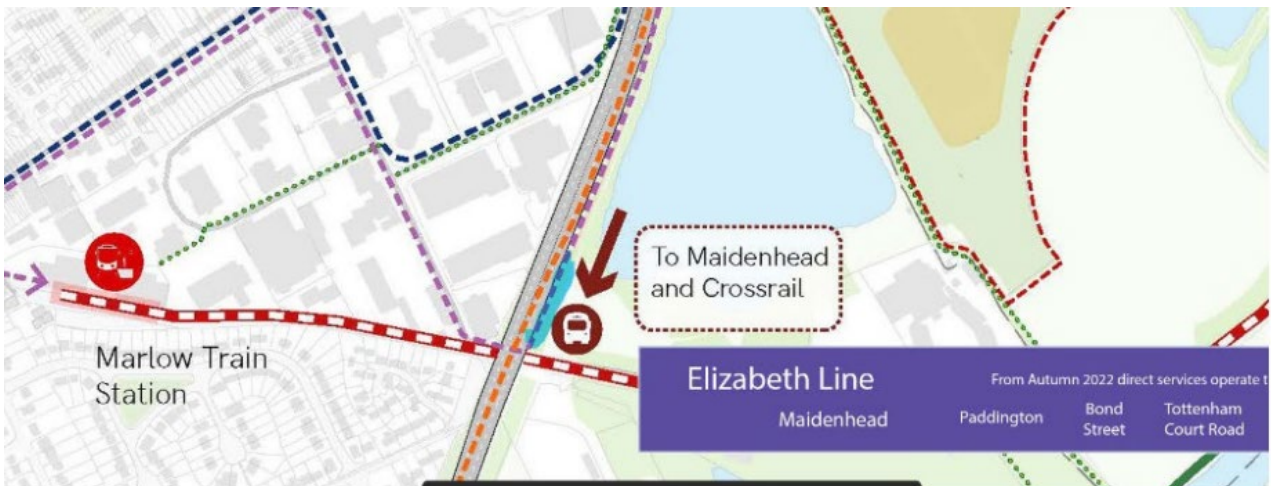 To Maidenhead
and Crossrail
Marlow Train
Station
Elizabeth Line
From Autumn 2022 direct services operate t
Maidenhead
Paddington
Bond
Street
Tottenham
Court Road